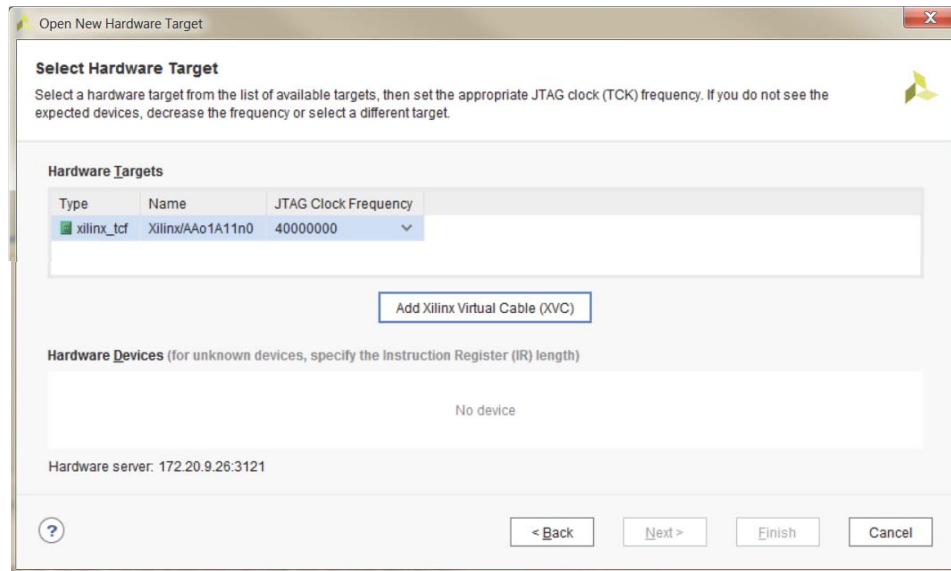 Open New Hardware Target
X
Select Hardware Target
Select a hardware target from the list of available targets, then set the appropriate JTAG clock (TCK) frequency. If you do not see the
expected devices, decrease the frequency or select a different target.
Hardware Targets
Type Name JTAG Clock Frequency
xilinx_tcf Xilinx/AAo1A11n0 40000000
Add Xilinx Virtual Cable (XVC)
Hardware Devices (for unknown devices, specify the Instruction Register (IR) length)
No device
Hardware server: 172.20.9.26:3121
? < Back Next > Finish Cancel